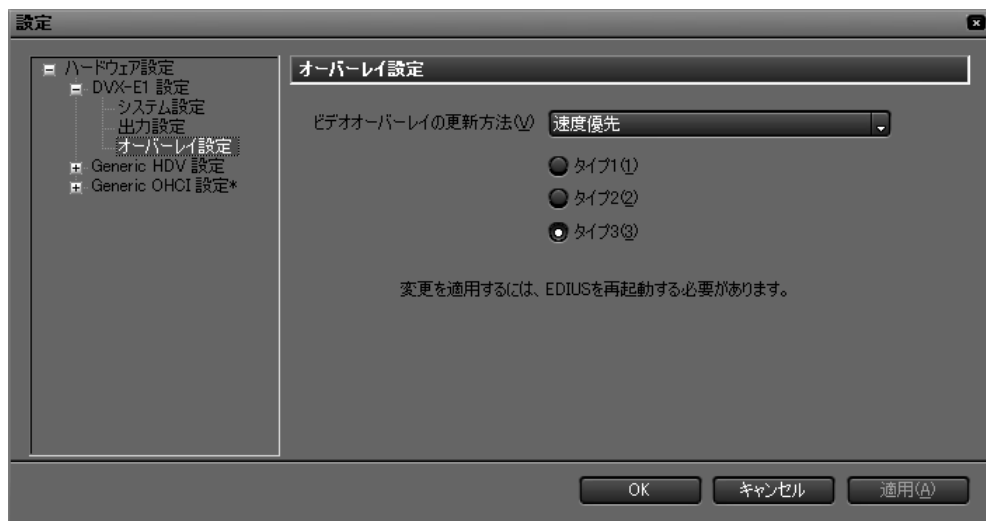 設定
ハードウェア設定
DVX-E1 設定
システム設定
出力設定
オーバーレイ設定
Generic HDV 設定
Generic OHCI 設定*
オーバーレイ設定
ビデオオーバーレイの更新方法(V) 速度優先
タイプ1(1)
タイプ2(2)
タイプ3(3)
変更を適用するには、EDIUSを再起動する必要があります。
OK キャンセル 適用(A)